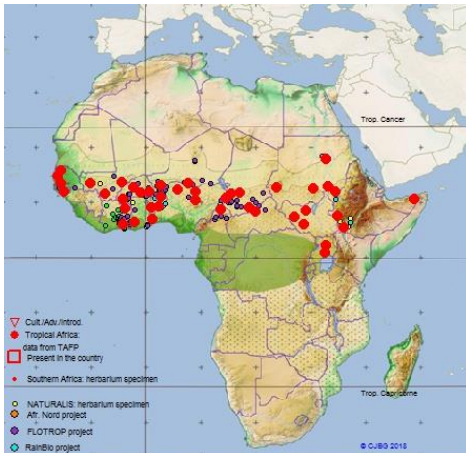 Trop. Cancer
Cult./Adv./Introd.
Tropical Africa:
data from TAFP
Present in the country
Southern Africa: herbarium specimen
Trop. Capricorne
NATURALIS: herbarium specimen
Afr. Nord project
FLOTROP project
RainBio project
© CJBG 2018